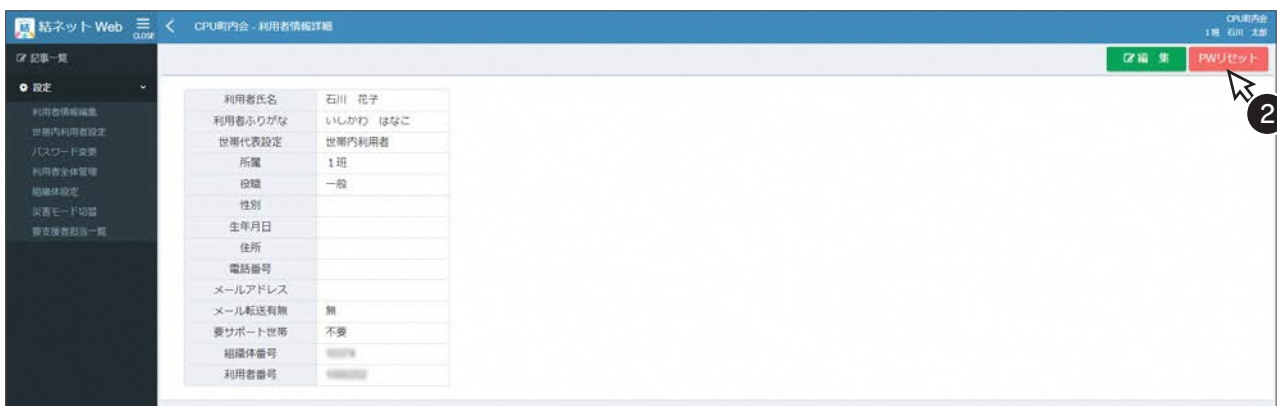 結ネット Web
CLOSE
CPU町内会 - 利用者情報詳細
CPU町内会
1班 石川 太郎
記事一覧
編 集
PWリセット
2
設定
利用者情報編集
世帯内利用者設定
パスワード変更
利用者全体管理
組織体設定
災害モード切替
要支援者担当一覧
利用者氏名 石川 花子
利用者ふりがな いしかわ はなこ
世帯代表設定 世帯内利用者
所属 1班
役職 一般
性別
生年月日
住所
電話番号
メールアドレス
メール転送有無 無
要サポート世帯 不要
組織体番号
利用者番号